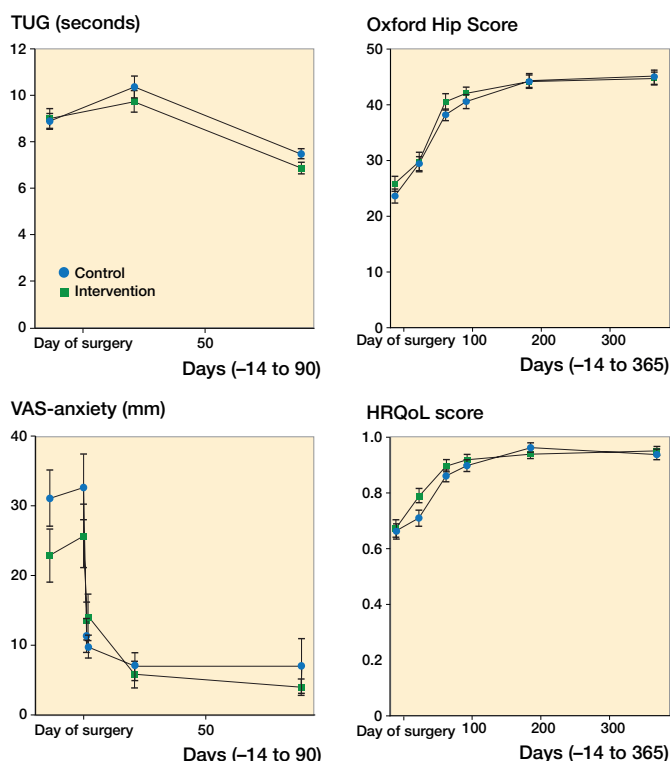 TUG (seconds)
12
10
8
6
4
2
0
Control
Intervention
Day of surgery 50
Days (–14 to 90)
Oxford Hip Score
50
40
30
20
10
0
Day of surgery 100 200 300
Days (–14 to 365)
VAS-anxiety (mm)
40
30
20
10
0
Day of surgery 50
Days (–14 to 90)
HRQoL score
1.0
0.8
0.6
0.4
0.2
0
Day of surgery 100 200 300
Days (–14 to 365)